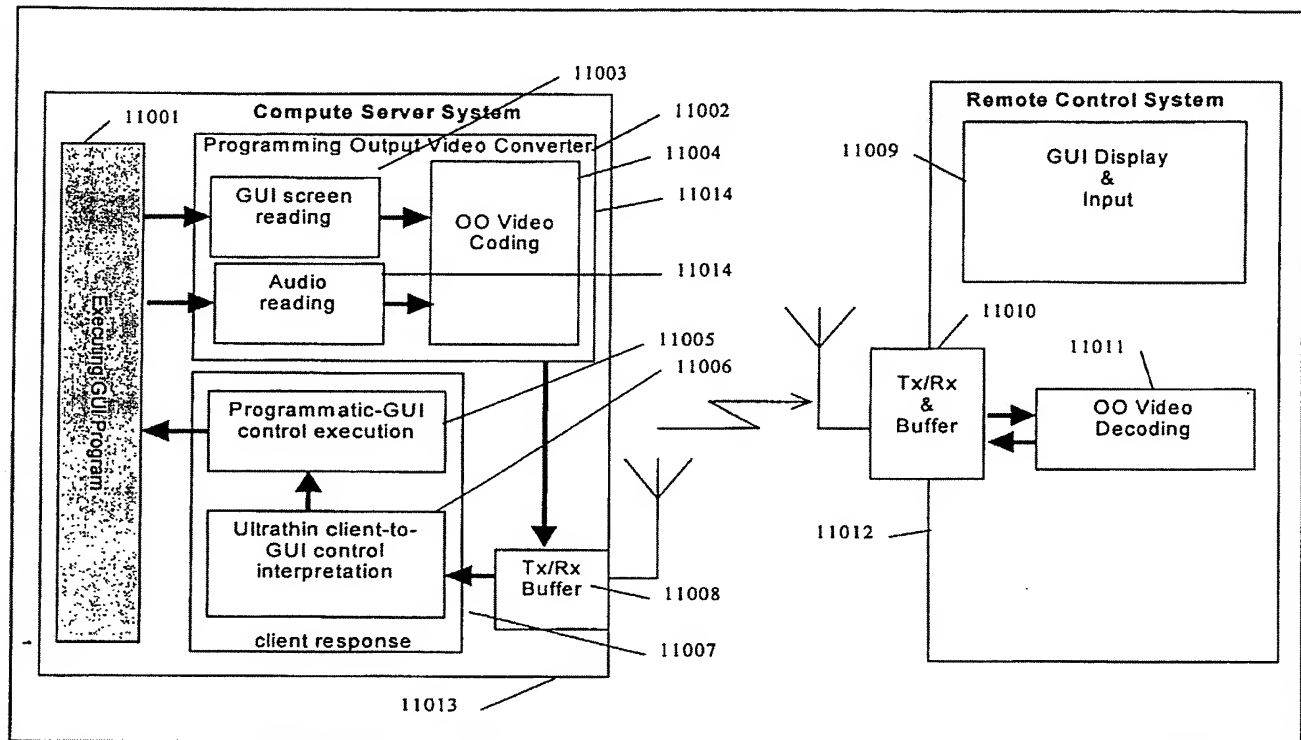 11003
11001
Compute Server System
11002
Programming Output Video Converter
11004
GUI screen
reading
OO Video
Coding
11014
Audio
reading
11014
Executing GUI Program
11005
11006
Programmatic-GUI
control execution
Ultrathin client-to-
GUI control
interpretation
Tx/Rx
Buffer
11008
client response
11007
11013
Remote Control System
11009
GUI Display
&
Input
11010
Tx/Rx
&
Buffer
11011
OO Video
Decoding
11012